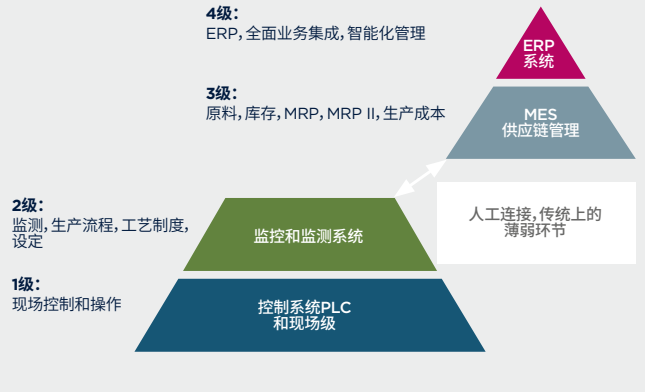 4级：
ERP，全面业务集成，智能化管理
ERP
系统
3级：
原料，库存，MRP，MRP II，生产成本
MES
供应链管理
2级：
监测，生产流程，工艺制度，
设定
监控和监测系统
人工连接，传统上的
薄弱环节
1级：
现场控制和操作
控制系统PLC
和现场级